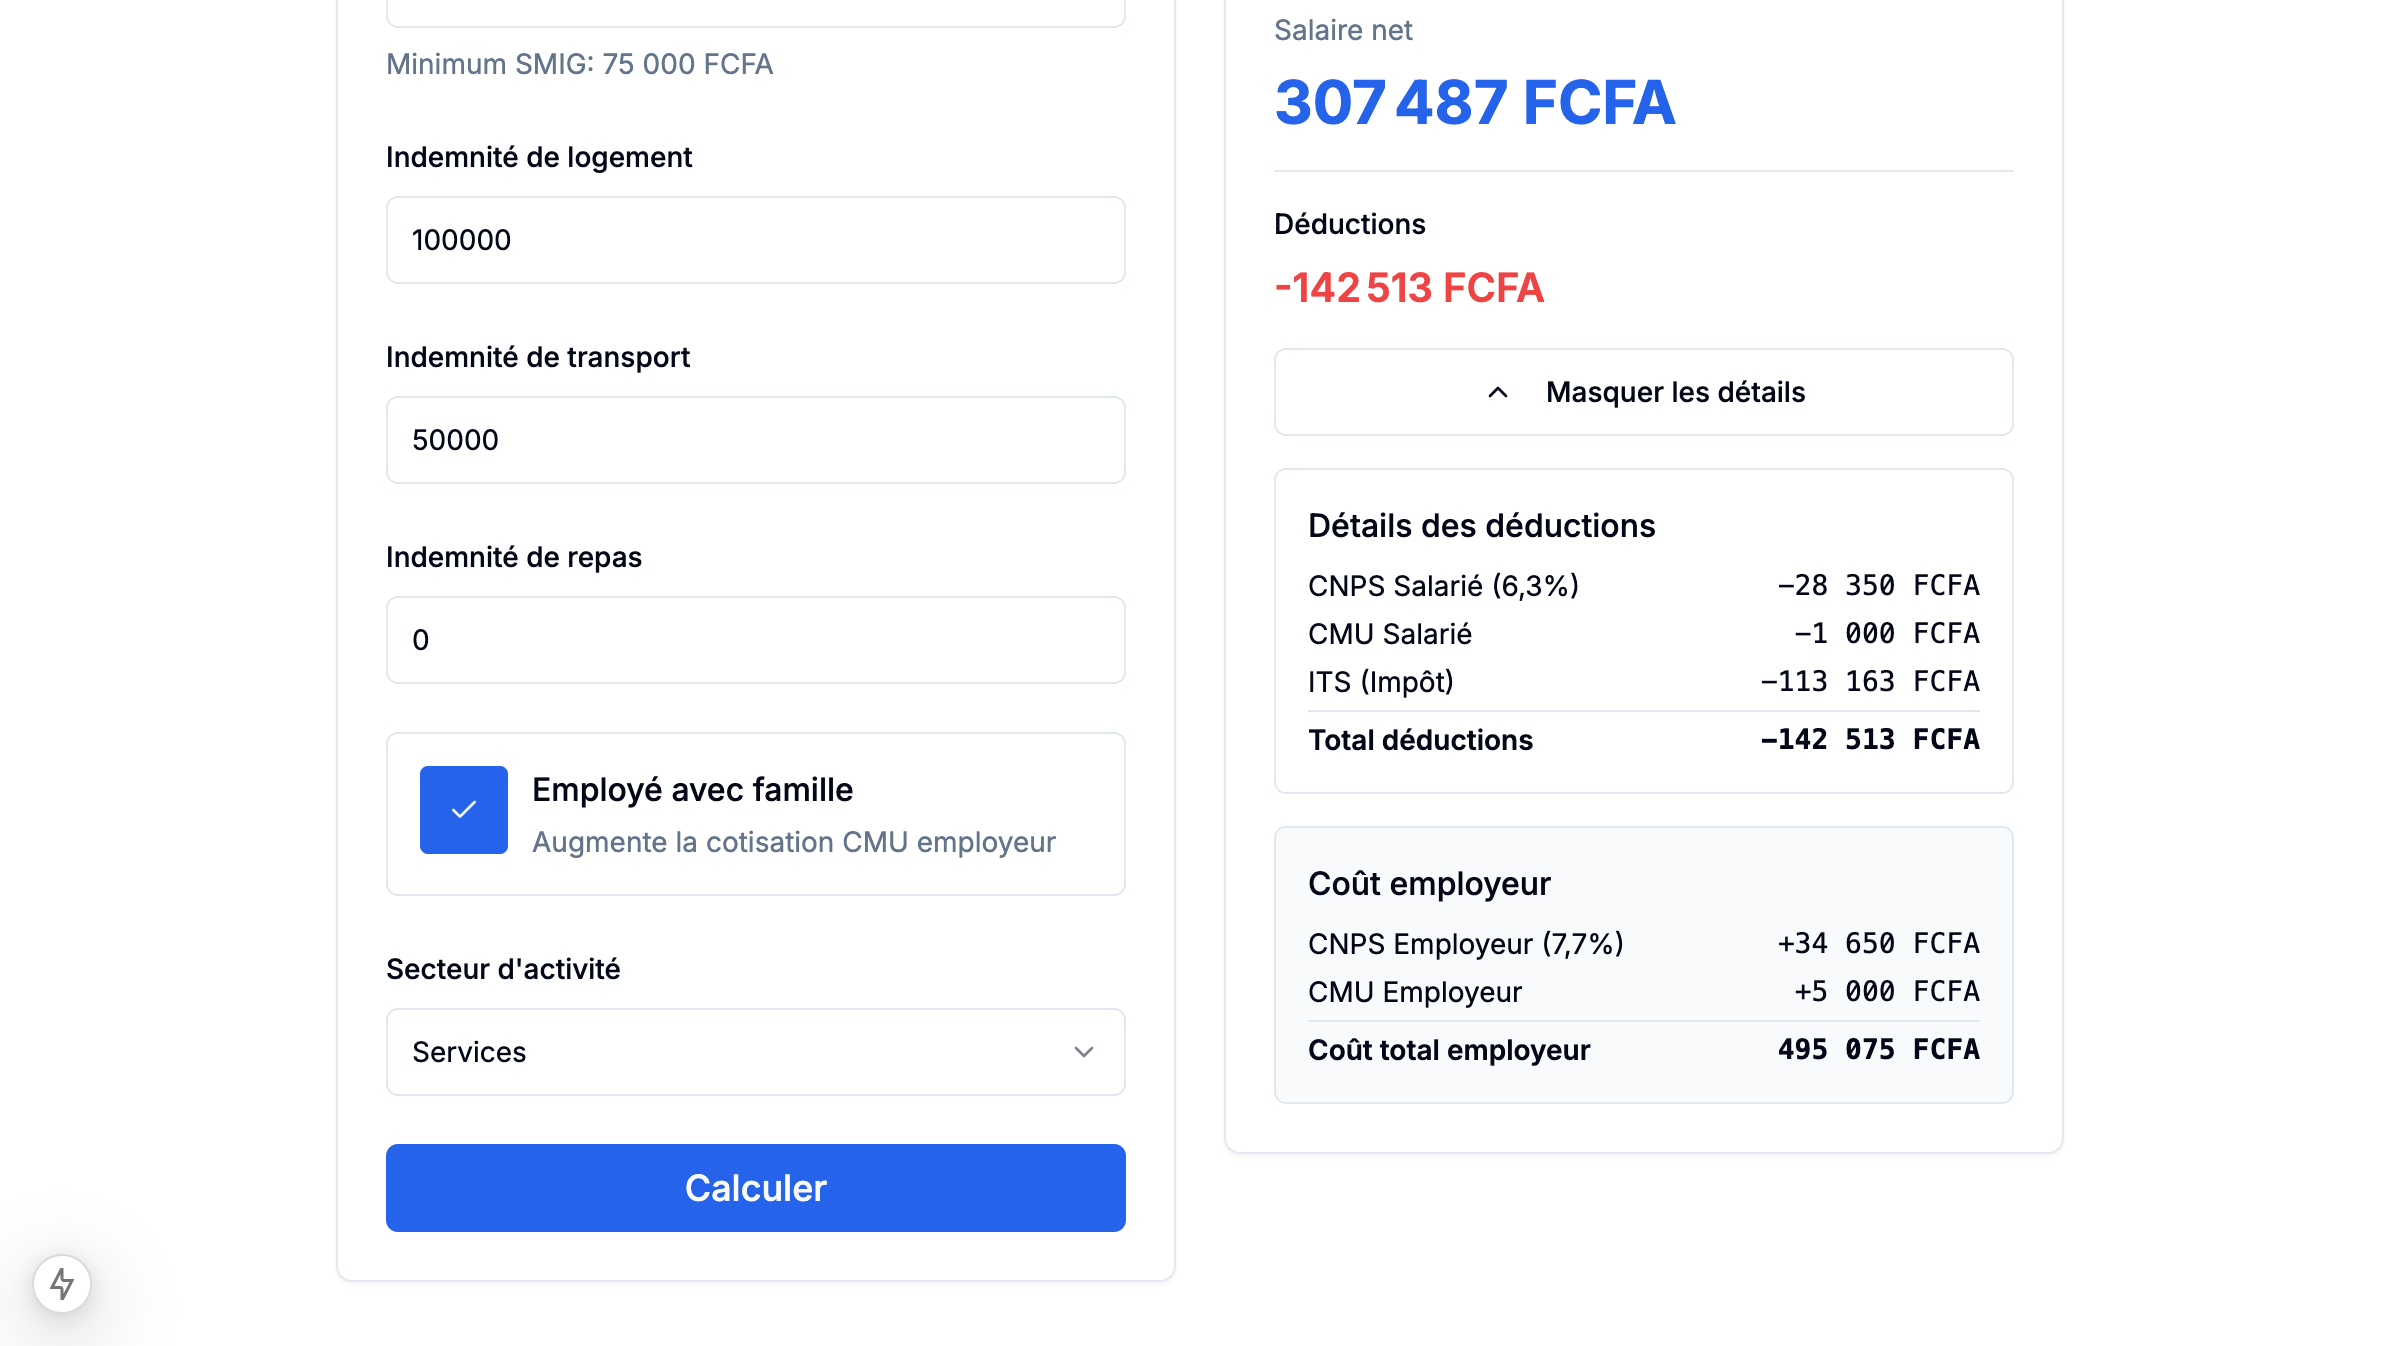 Minimum SMIG: 75 000 FCFA
Indemnité de logement
100000
Indemnité de transport
50000
Indemnité de repas
0
Employé avec famille
Augmente la cotisation CMU employeur
Secteur d'activité
Services
Calculer
Salaire net
307 487 FCFA
Déductions
-142 513 FCFA
Masquer les détails
Détails des déductions
CNPS Salarié (6,3%) −28 350 FCFA
CMU Salarié −1 000 FCFA
ITS (Impôt) −113 163 FCFA
Total déductions −142 513 FCFA
Coût employeur
CNPS Employeur (7,7%) +34 650 FCFA
CMU Employeur +5 000 FCFA
Coût total employeur 495 075 FCFA